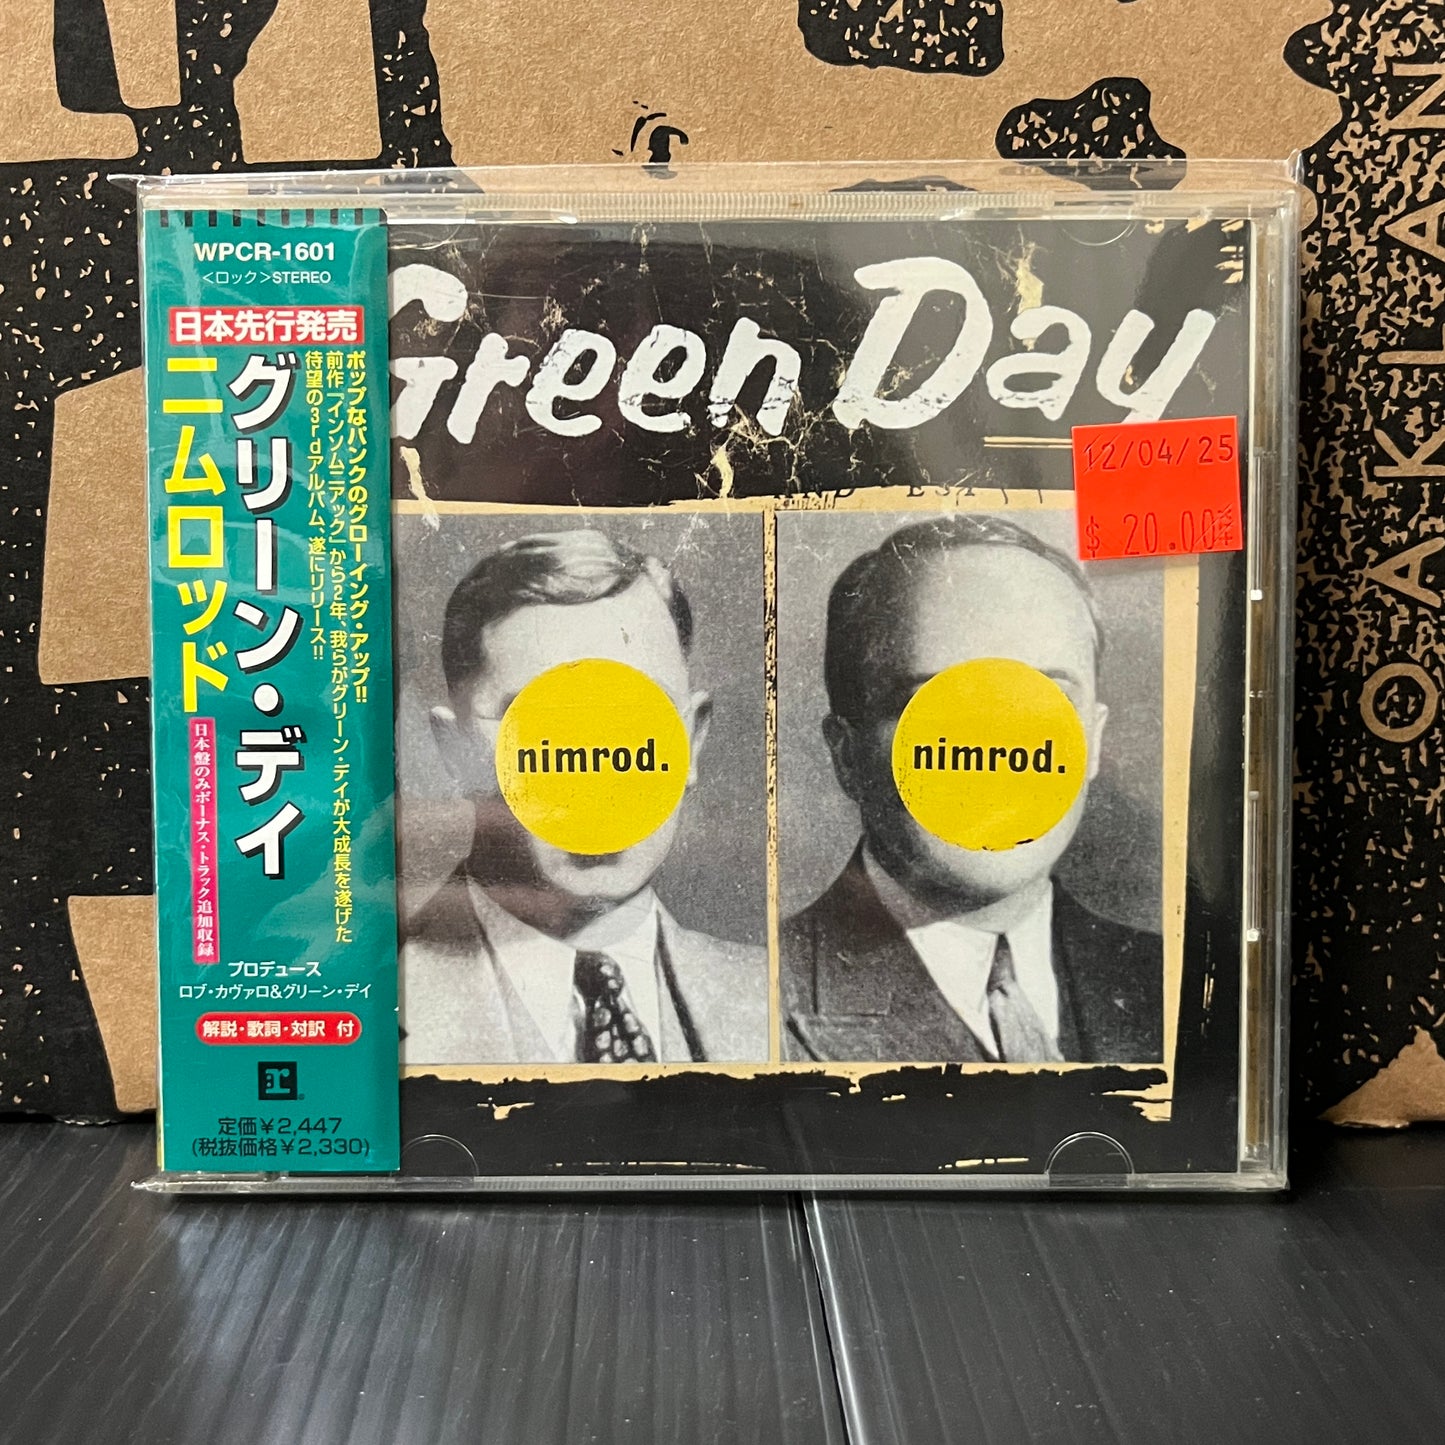 WPCR-1601
<ロック>STEREO
日本先行発売
グリーン・デイ
ニムロッド
ポップなパンクのグローイング・アップ!!
前作「インソムニアック」から2年、我らがグリーン・デイが大成長を遂げた
待望の3rdアルバム、遂にリリース!!
日本盤のみボーナス・トラック追加収録
プロデュース
ロブ・カヴァロ&グリーン・デイ
解説・歌詞・対訳 付
r
定価¥2,447
(税抜価格¥2,330)
Green Day
12/04/25
$ 20.00
nimrod.
nimrod.
OAKLAND